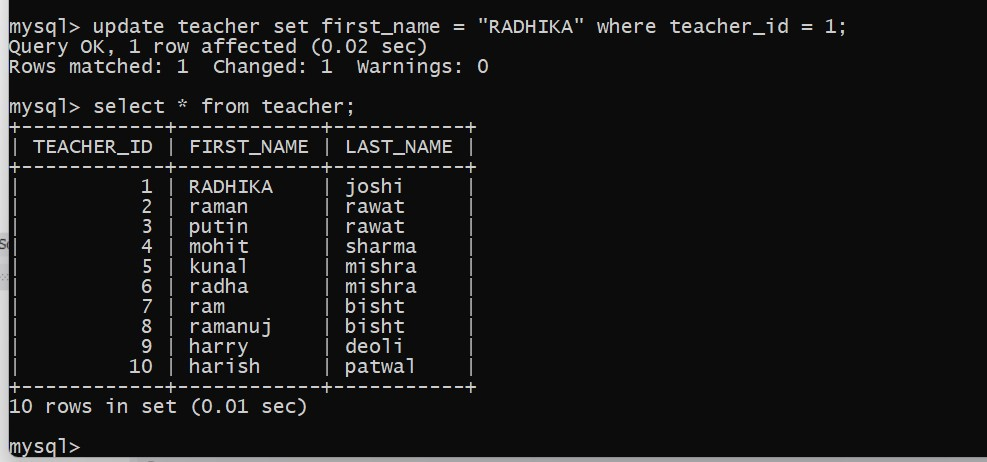 mysql> update teacher set first_name = "RADHIKA" where teacher_id = 1;
Query OK, 1 row affected (0.02 sec)
Rows matched: 1  Changed: 1  Warnings: 0
mysql> select * from teacher;
+------------+------------+-----------+
| TEACHER_ID | FIRST_NAME | LAST_NAME |
+------------+------------+-----------+
|          1 | RADHIKA    | joshi     |
|          2 | raman      | rawat     |
|          3 | putin      | rawat     |
|          4 | mohit      | sharma    |
|          5 | kunal      | mishra    |
|          6 | radha      | mishra    |
|          7 | ram        | bisht     |
|          8 | ramanuj    | bisht     |
|          9 | harry      | deoli     |
|         10 | harish     | patwal    |
+------------+------------+-----------+
10 rows in set (0.01 sec)
mysql>